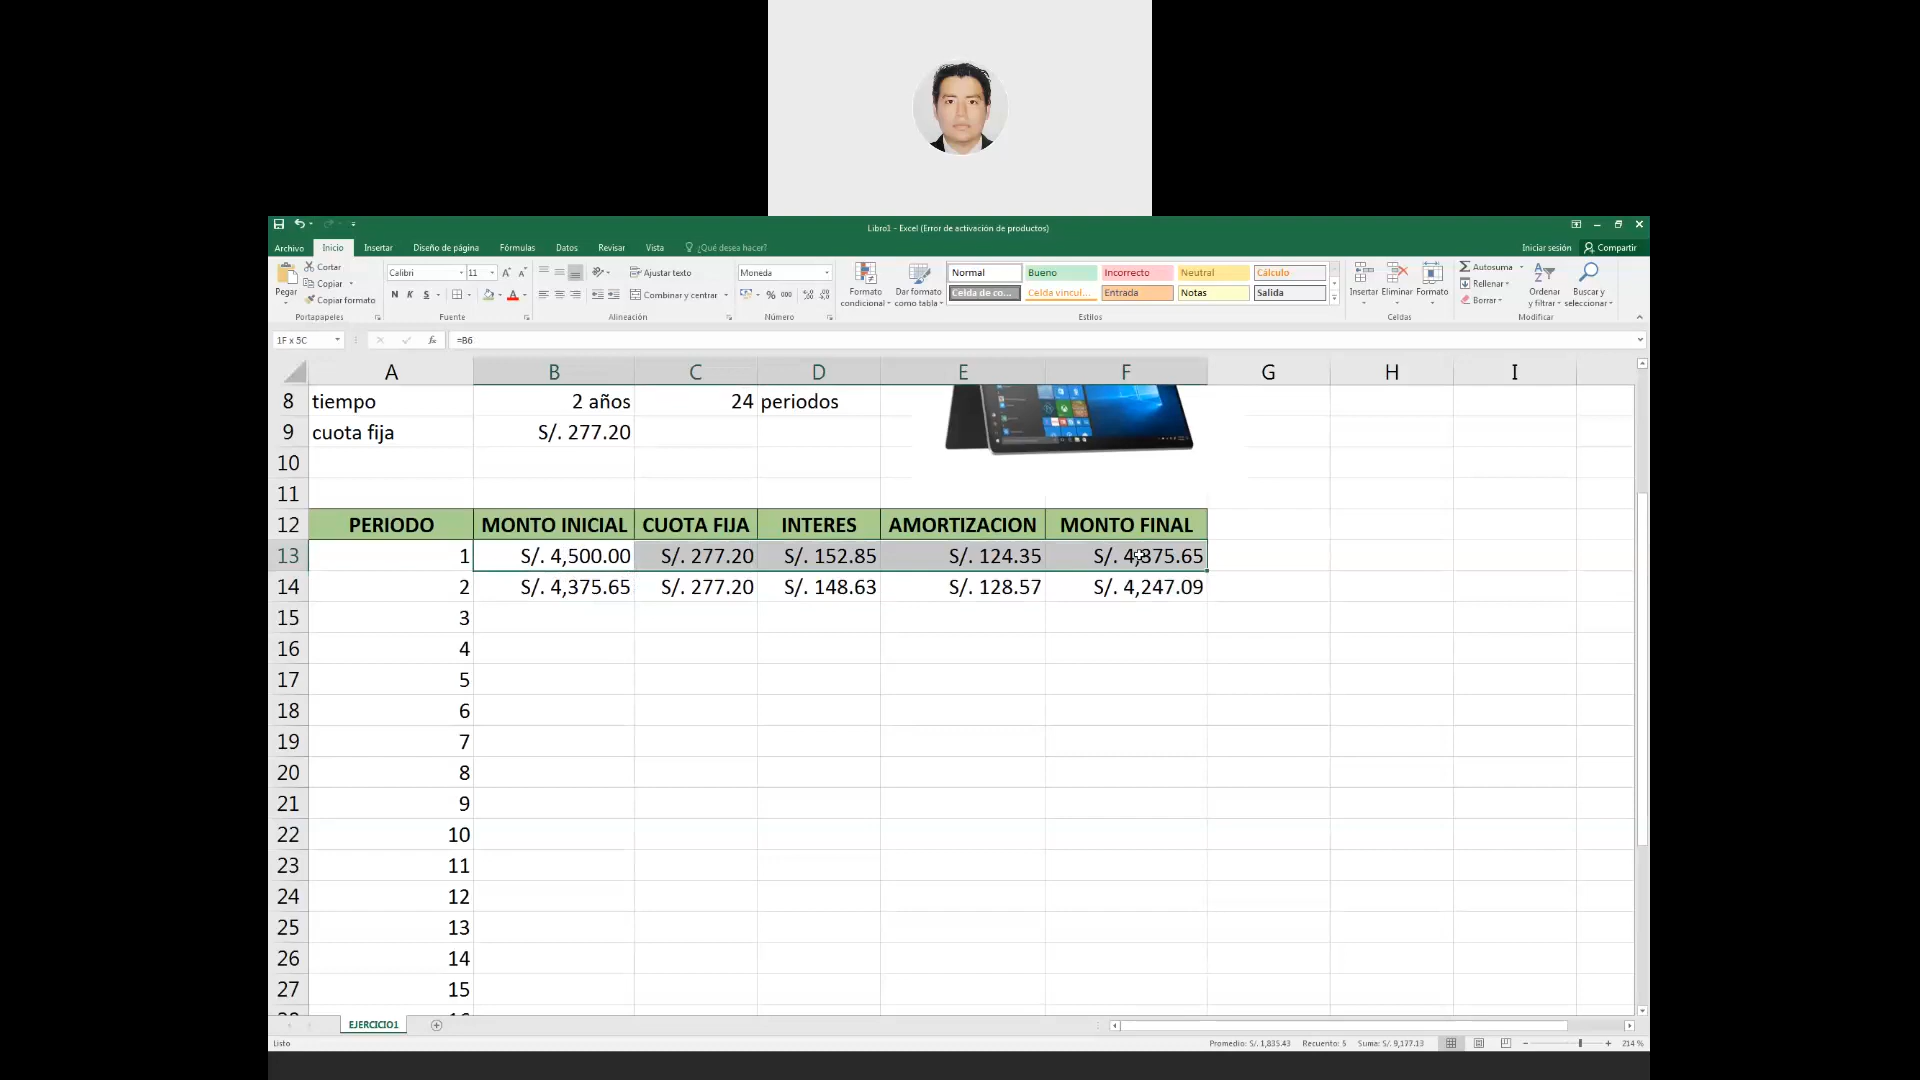 Libro1 - Excel (Error de activación de productos)
Archivo Inicio Insertar Diseño de página Fórmulas Datos Revisar Vista ¿Qué desea hacer? Iniciar sesión Compartir
Pegar Cortar Copiar Copiar formato Portapapeles
Calibri 11 N K S Fuente
Ajustar texto Combinar y centrar Alineación
Moneda % 000 Número
Formato condicional Dar formato como tabla
Normal Bueno Incorrecto Neutral Cálculo
Celda de co... Celda vincul... Entrada Notas Salida
Estilos
Insertar Eliminar Formato Celdas
Autosuma Rellenar Borrar Ordenar y filtrar Buscar y seleccionar Modificar
1F x 5C fx =B6
A B C D E F G H I
8 tiempo 2 años 24 periodos
9 cuota fija S/. 277.20
10
11
12 PERIODO MONTO INICIAL CUOTA FIJA INTERES AMORTIZACION MONTO FINAL
13 1 S/. 4,500.00 S/. 277.20 S/. 152.85 S/. 124.35 S/. 4,375.65
14 2 S/. 4,375.65 S/. 277.20 S/. 148.63 S/. 128.57 S/. 4,247.09
15 3
16 4
17 5
18 6
19 7
20 8
21 9
22 10
23 11
24 12
25 13
26 14
27 15
EJERCICIO1
Listo Promedio: S/. 1,835.43 Recuento: 5 Suma: S/. 9,177.13 214 %